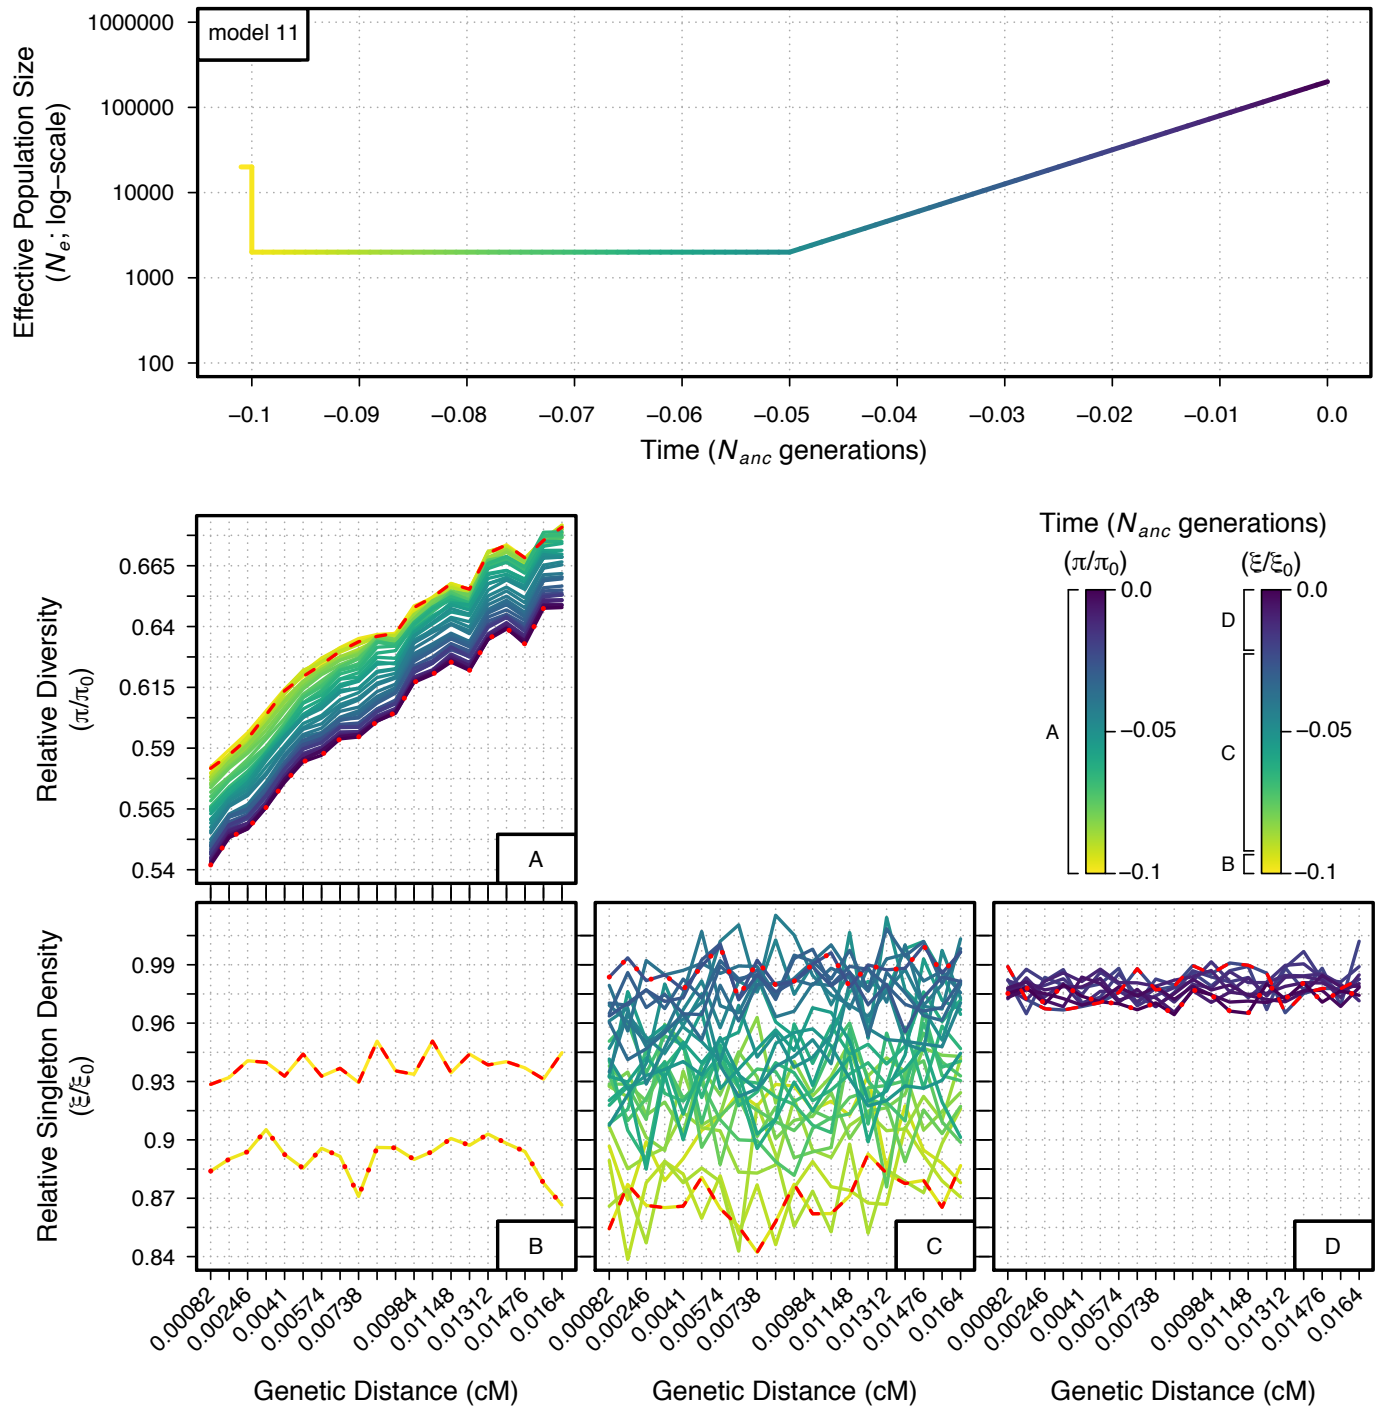 model 11
Effective Population Size
(Ne; log−scale)
1000000
100000
10000
1000
100
−0.1 −0.09 −0.08 −0.07 −0.06 −0.05 −0.04 −0.03 −0.02 −0.01 0.0
Time (Nanc generations)
Relative Diversity
(π/π0)
0.665
0.64
0.615
0.59
0.565
0.54
A
Time (Nanc generations)
(π/π0) (ξ/ξ0)
0.0 0.0
D
A −0.05 C −0.05
B
−0.1 −0.1
Relative Singleton Density
(ξ/ξ0)
0.99
0.96
0.93
0.9
0.87
0.84
B C D
0.00082 0.00246 0.0041 0.00574 0.00738 0.00984 0.01148 0.01312 0.01476 0.0164
0.00082 0.00246 0.0041 0.00574 0.00738 0.00984 0.01148 0.01312 0.01476 0.0164
0.00082 0.00246 0.0041 0.00574 0.00738 0.00984 0.01148 0.01312 0.01476 0.0164
Genetic Distance (cM) Genetic Distance (cM) Genetic Distance (cM)